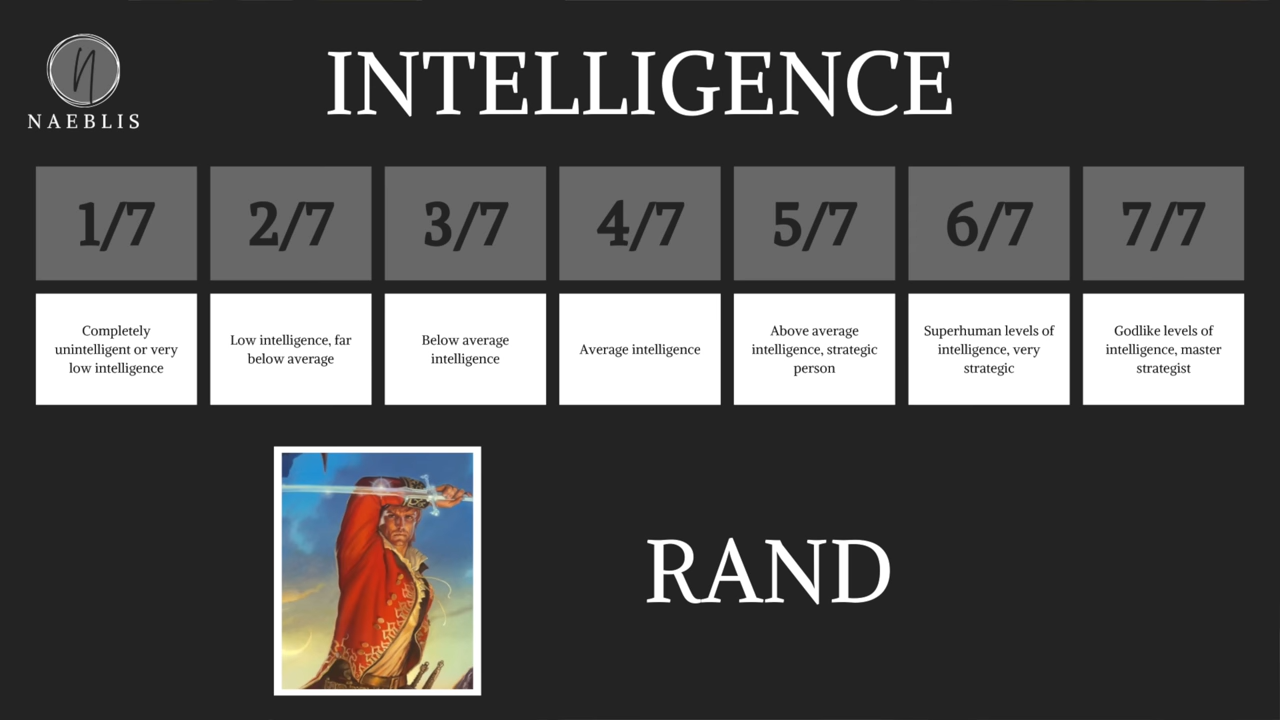 n
NAEBLIS
INTELLIGENCE
1/7
2/7
3/7
4/7
5/7
6/7
7/7
Completely
unintelligent or very
low intelligence
Low intelligence, far
below average
Below average
intelligence
Average intelligence
Above average
intelligence, strategic
person
Superhuman levels of
intelligence, very
strategic
Godlike levels of
intelligence, master
strategist
RAND